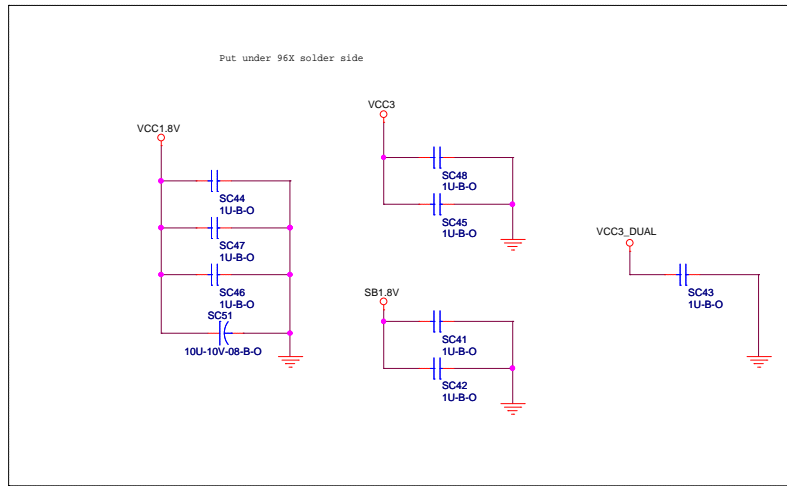 Put under 96X solder side
VCC1.8V
SC44
1U-B-O
SC47
1U-B-O
SC46
1U-B-O
SC51
10U-10V-08-B-O
VCC3
SC48
1U-B-O
SC45
1U-B-O
SB1.8V
SC41
1U-B-O
SC42
1U-B-O
VCC3_DUAL
SC43
1U-B-O